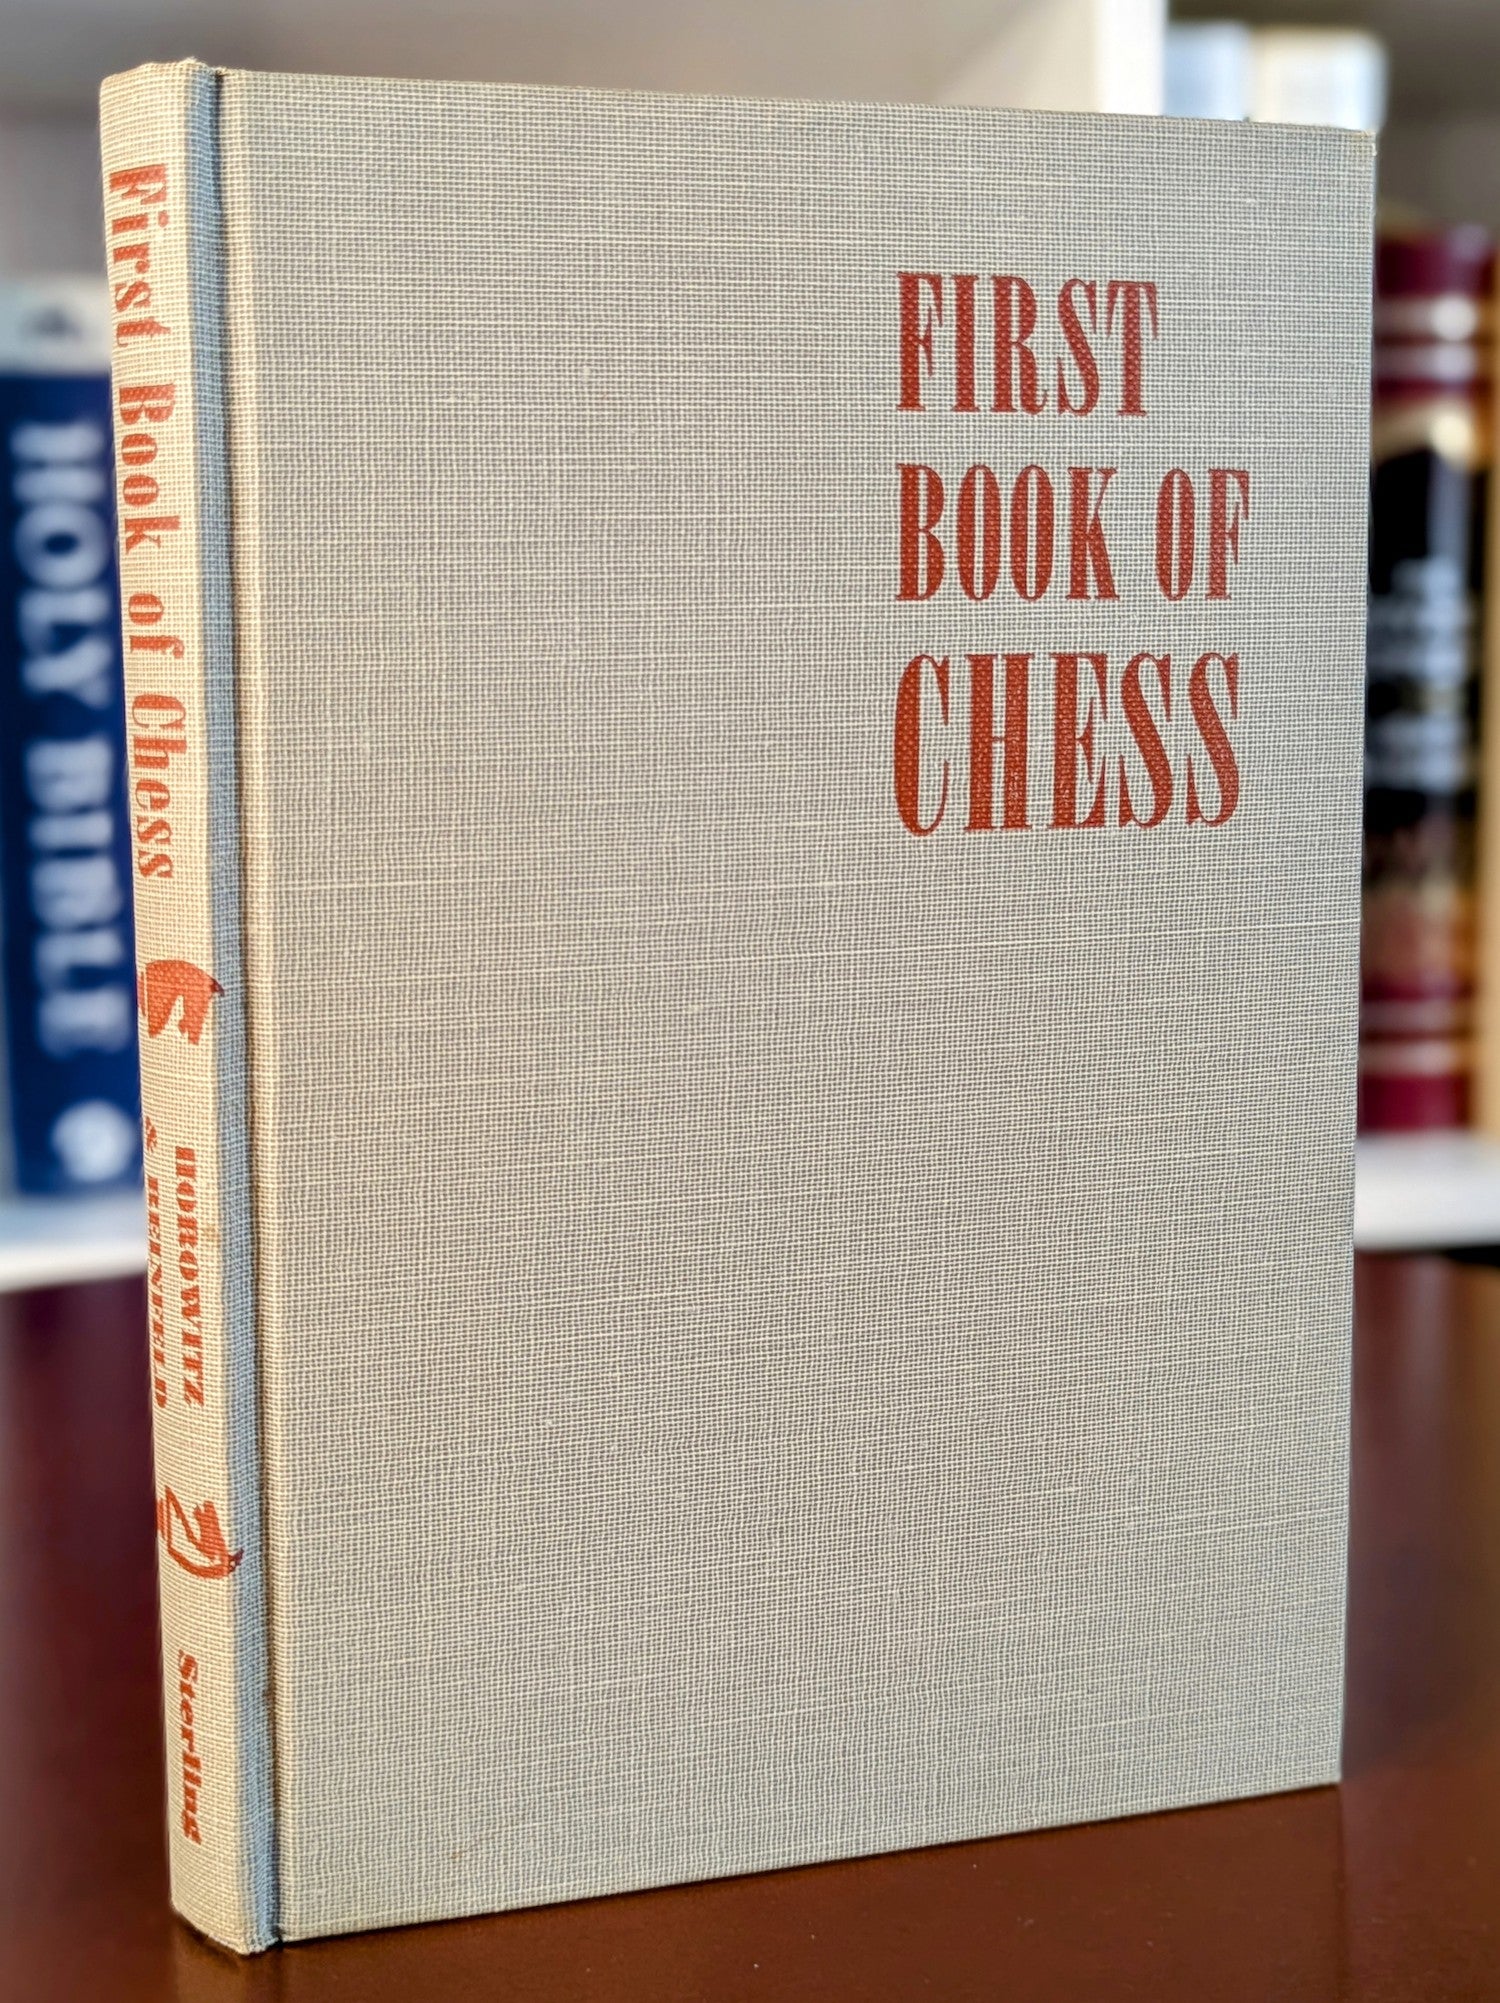 First Book of Chess
HOROWITZ
& REINFELD
Sterling
FIRST
BOOK OF
CHESS
HOLY BIBLE